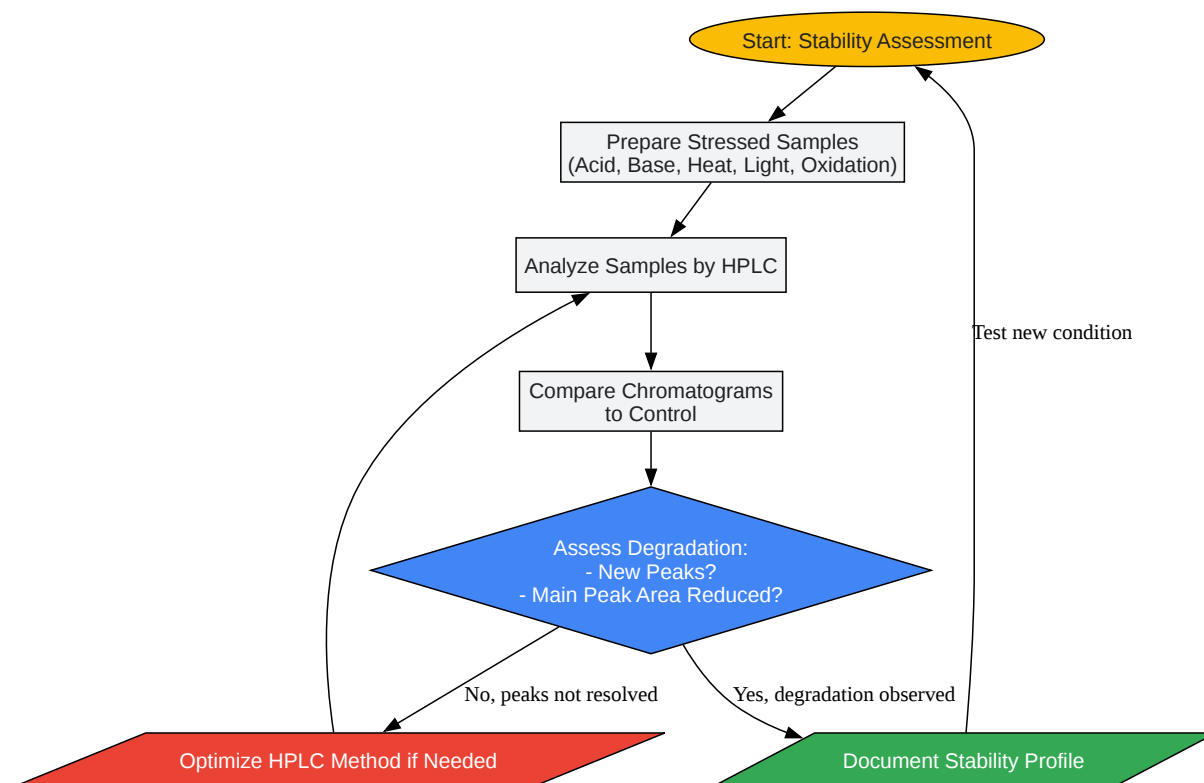 Start: Stability Assessment
Prepare Stressed Samples
(Acid, Base, Heat, Light, Oxidation)
Analyze Samples by HPLC
Test new condition
Compare Chromatograms
to Control
Assess Degradation:
- New Peaks?
- Main Peak Area Reduced?
No, peaks not resolved
Yes, degradation observed
Optimize HPLC Method if Needed
Document Stability Profile